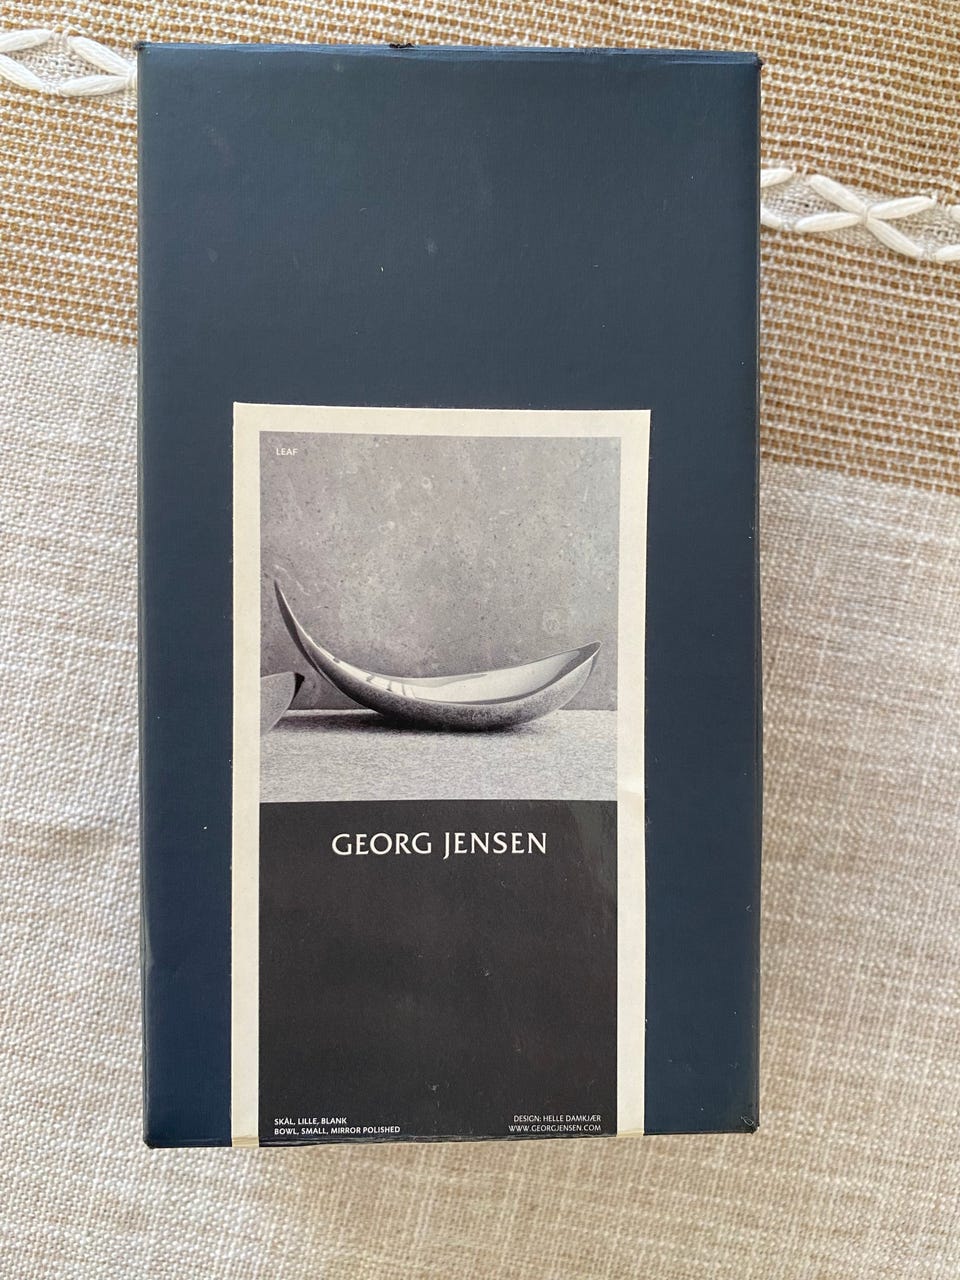 LEAF
GEORG JENSEN
SKÅL, LILLE, BLANK
BOWL, SMALL, MIRROR POLISHED
DESIGN: HELLE DAMKJÆR
WWW.GEORGJENSEN.COM